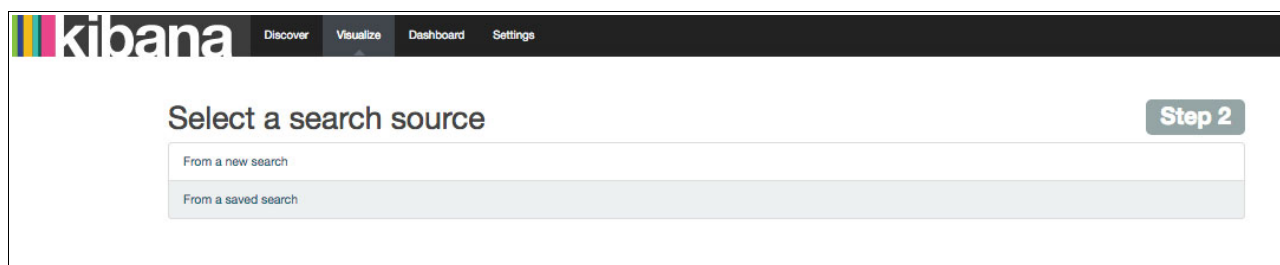 kibana Discover Visualize Dashboard Settings
Select a search source Step 2
From a new search
From a saved search